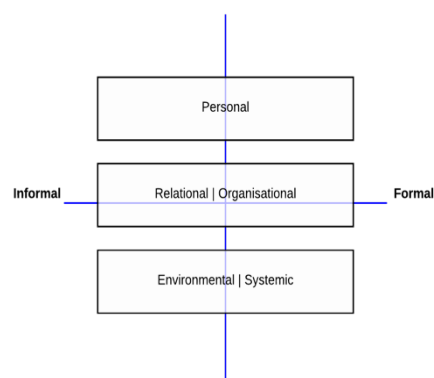 Personal
Informal
Relational | Organisational
Formal
Environmental | Systemic